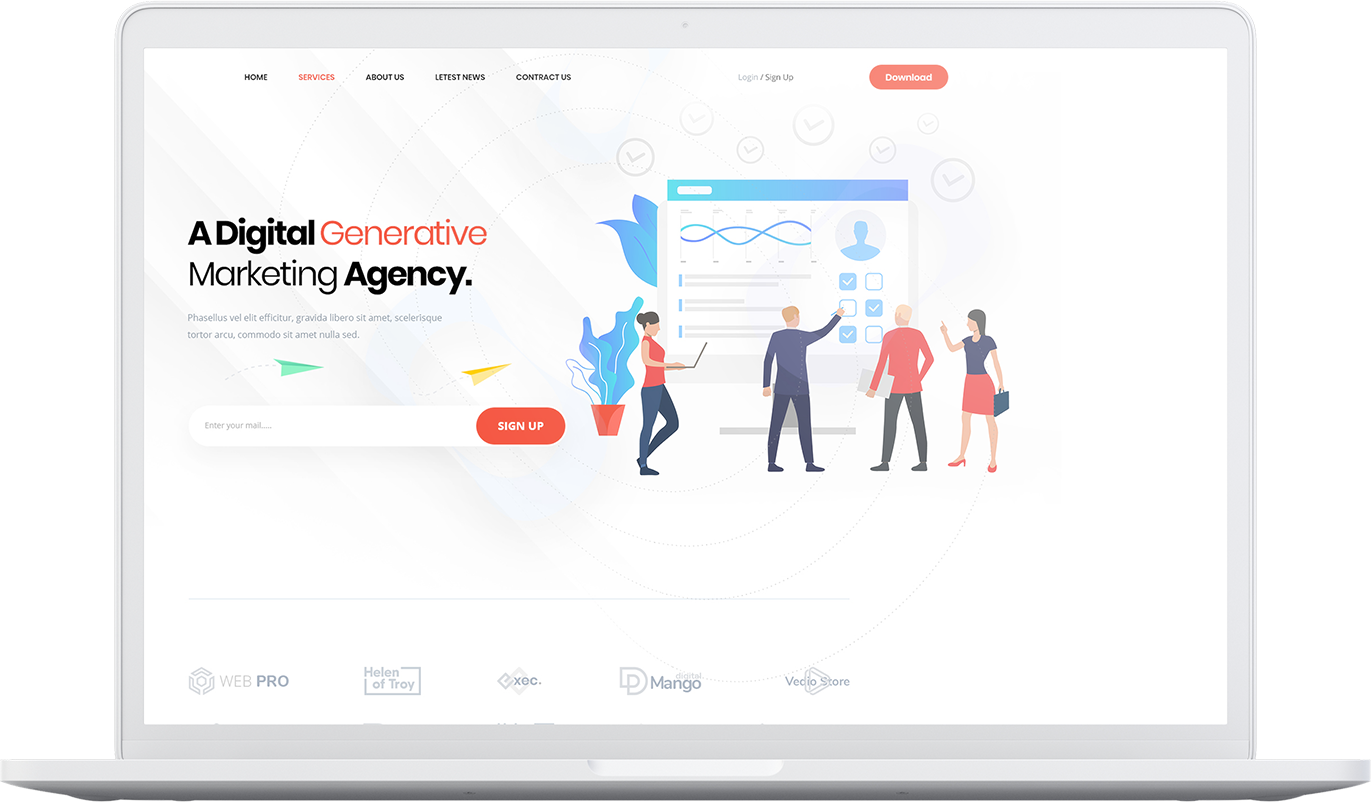 HOME SERVICES ABOUT US LETEST NEWS CONTRACT US Login / Sign Up Download
A Digital Generative
Marketing Agency.
Phasellus vel elit efficitur, gravida libero sit amet, scelerisque
tortor arcu, commodo sit amet nulla sed.
Enter your mail..... SIGN UP
WEB PRO
Helen
of Troy
exec.
digital
Mango
Vedio Store